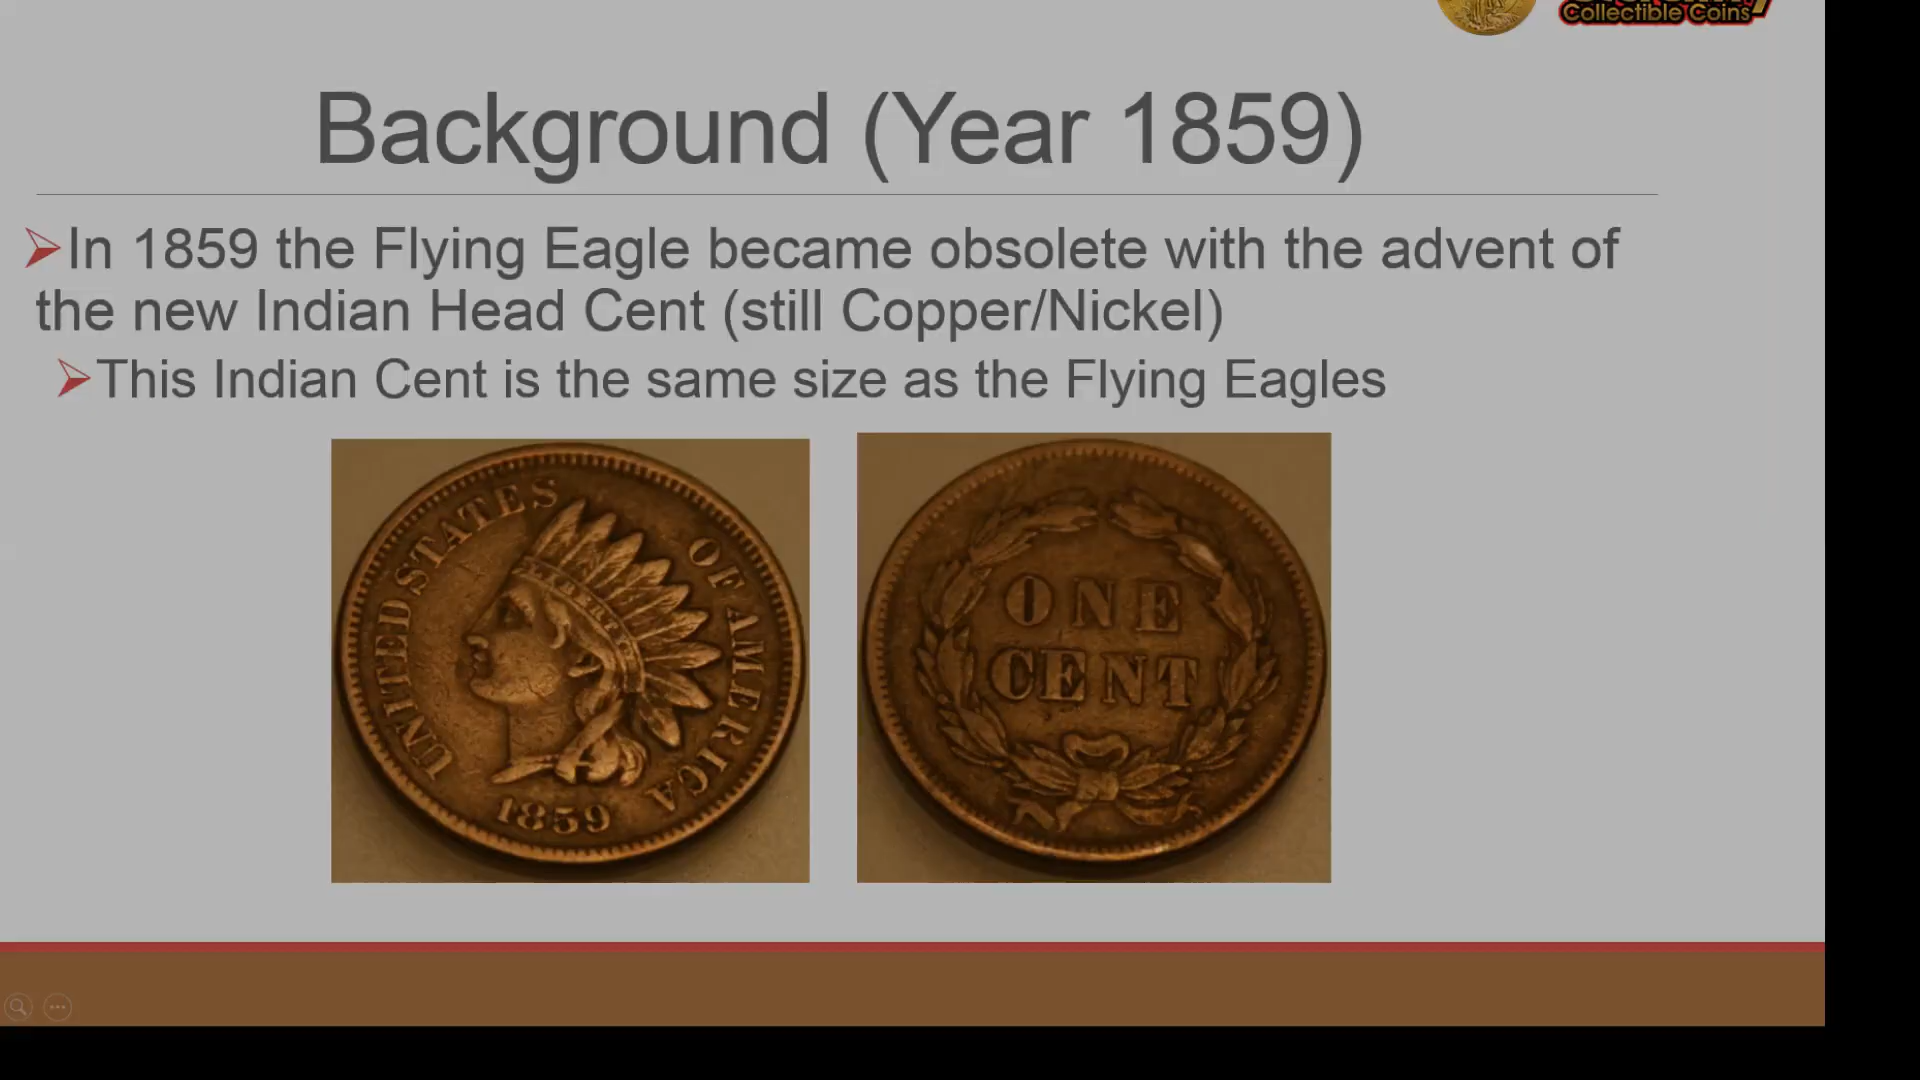 Collectible Coins
Background (Year 1859)
In 1859 the Flying Eagle became obsolete with the advent of
the new Indian Head Cent (still Copper/Nickel)
This Indian Cent is the same size as the Flying Eagles
UNITED STATES OF AMERICA
LIBERTY
1859
ONE
CENT